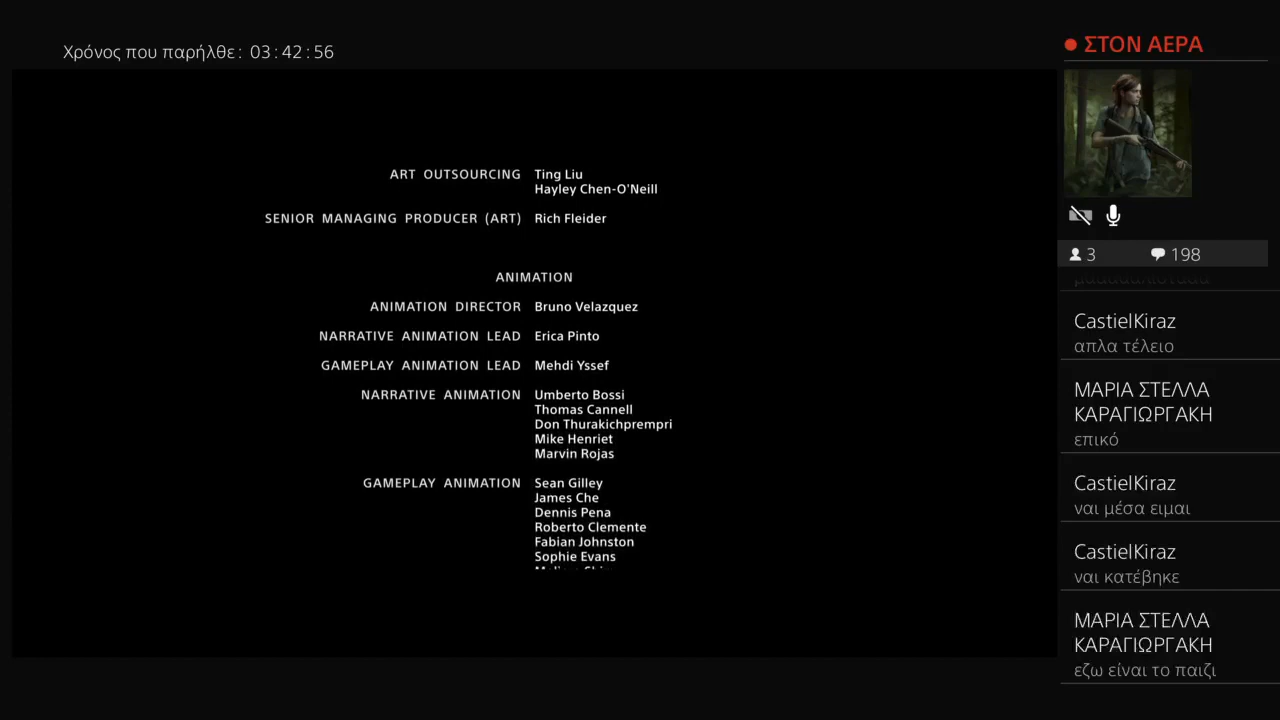 Χρόνος που παρήλθε: 03:42:56
ΣΤΟΝ ΑΕΡΑ
ART OUTSOURCING Ting Liu
Hayley Chen-O'Neill
SENIOR MANAGING PRODUCER (ART) Rich Fleider
ANIMATION
ANIMATION DIRECTOR Bruno Velazquez
NARRATIVE ANIMATION LEAD Erica Pinto
GAMEPLAY ANIMATION LEAD Mehdi Yssef
NARRATIVE ANIMATION Umberto Bossi
Thomas Cannell
Don Thurakichprempri
Mike Henriet
Marvin Rojas
GAMEPLAY ANIMATION Sean Gilley
James Che
Dennis Pena
Roberto Clemente
Fabian Johnston
Sophie Evans
3 198
CastielKiraz
απλα τέλειο
ΜΑΡΙΑ ΣΤΕΛΛΑ
ΚΑΡΑΓΙΩΡΓΑΚΗ
επικό
CastielKiraz
ναι μέσα ειμαι
CastielKiraz
ναι κατέβηκε
ΜΑΡΙΑ ΣΤΕΛΛΑ
ΚΑΡΑΓΙΩΡΓΑΚΗ
εζω είναι το παιζι